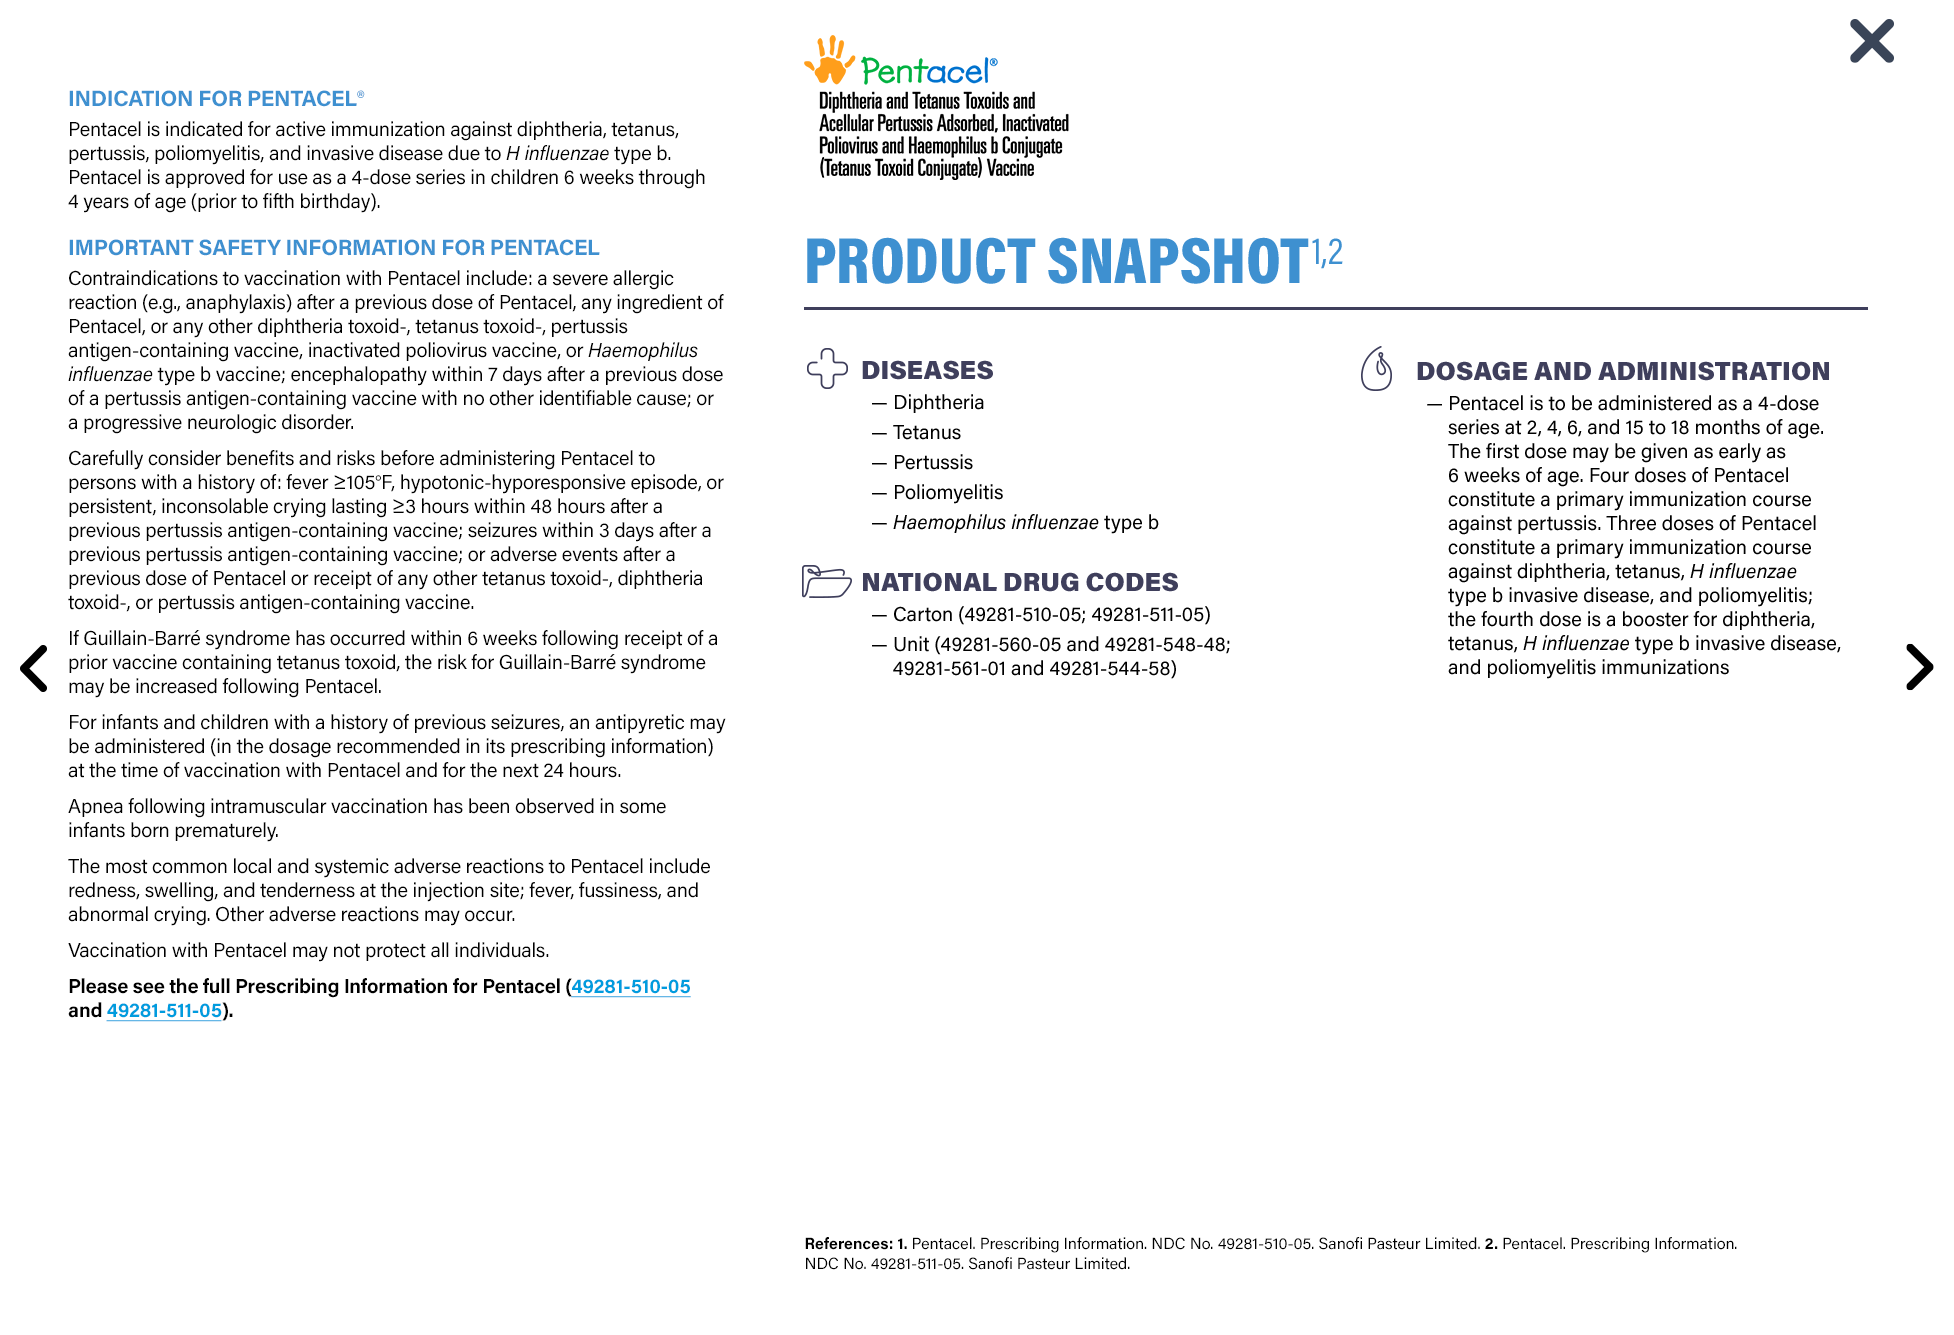 INDICATION FOR PENTACEL®
Pentacel is indicated for active immunization against diphtheria, tetanus,
pertussis, poliomyelitis, and invasive disease due to H influenzae type b.
Pentacel is approved for use as a 4-dose series in children 6 weeks through
4 years of age (prior to fifth birthday).
IMPORTANT SAFETY INFORMATION FOR PENTACEL
Contraindications to vaccination with Pentacel include: a severe allergic
reaction (e.g., anaphylaxis) after a previous dose of Pentacel, any ingredient of
Pentacel, or any other diphtheria toxoid-, tetanus toxoid-, pertussis
antigen-containing vaccine, inactivated poliovirus vaccine, or Haemophilus
influenzae type b vaccine; encephalopathy within 7 days after a previous dose
of a pertussis antigen-containing vaccine with no other identifiable cause; or
a progressive neurologic disorder.
Carefully consider benefits and risks before administering Pentacel to
persons with a history of: fever ≥105°F, hypotonic-hyporesponsive episode, or
persistent, inconsolable crying lasting ≥3 hours within 48 hours after a
previous pertussis antigen-containing vaccine; seizures within 3 days after a
previous pertussis antigen-containing vaccine; or adverse events after a
previous dose of Pentacel or receipt of any other tetanus toxoid-, diphtheria
toxoid-, or pertussis antigen-containing vaccine.
If Guillain-Barré syndrome has occurred within 6 weeks following receipt of a
prior vaccine containing tetanus toxoid, the risk for Guillain-Barré syndrome
may be increased following Pentacel.
For infants and children with a history of previous seizures, an antipyretic may
be administered (in the dosage recommended in its prescribing information)
at the time of vaccination with Pentacel and for the next 24 hours.
Apnea following intramuscular vaccination has been observed in some
infants born prematurely.
The most common local and systemic adverse reactions to Pentacel include
redness, swelling, and tenderness at the injection site; fever, fussiness, and
abnormal crying. Other adverse reactions may occur.
Vaccination with Pentacel may not protect all individuals.
Please see the full Prescribing Information for Pentacel (49281-510-05
and 49281-511-05).
Pentacel®
Diphtheria and Tetanus Toxoids and
Acellular Pertussis Adsorbed, Inactivated
Poliovirus and Haemophilus b Conjugate
(Tetanus Toxoid Conjugate) Vaccine
PRODUCT SNAPSHOT1,2
DISEASES
— Diphtheria
— Tetanus
— Pertussis
— Poliomyelitis
— Haemophilus influenzae type b
NATIONAL DRUG CODES
— Carton (49281-510-05; 49281-511-05)
— Unit (49281-560-05 and 49281-548-48;
49281-561-01 and 49281-544-58)
DOSAGE AND ADMINISTRATION
— Pentacel is to be administered as a 4-dose
series at 2, 4, 6, and 15 to 18 months of age.
The first dose may be given as early as
6 weeks of age. Four doses of Pentacel
constitute a primary immunization course
against pertussis. Three doses of Pentacel
constitute a primary immunization course
against diphtheria, tetanus, H influenzae
type b invasive disease, and poliomyelitis;
the fourth dose is a booster for diphtheria,
tetanus, H influenzae type b invasive disease,
and poliomyelitis immunizations
References: 1. Pentacel. Prescribing Information. NDC No. 49281-510-05. Sanofi Pasteur Limited. 2. Pentacel. Prescribing Information.
NDC No. 49281-511-05. Sanofi Pasteur Limited.